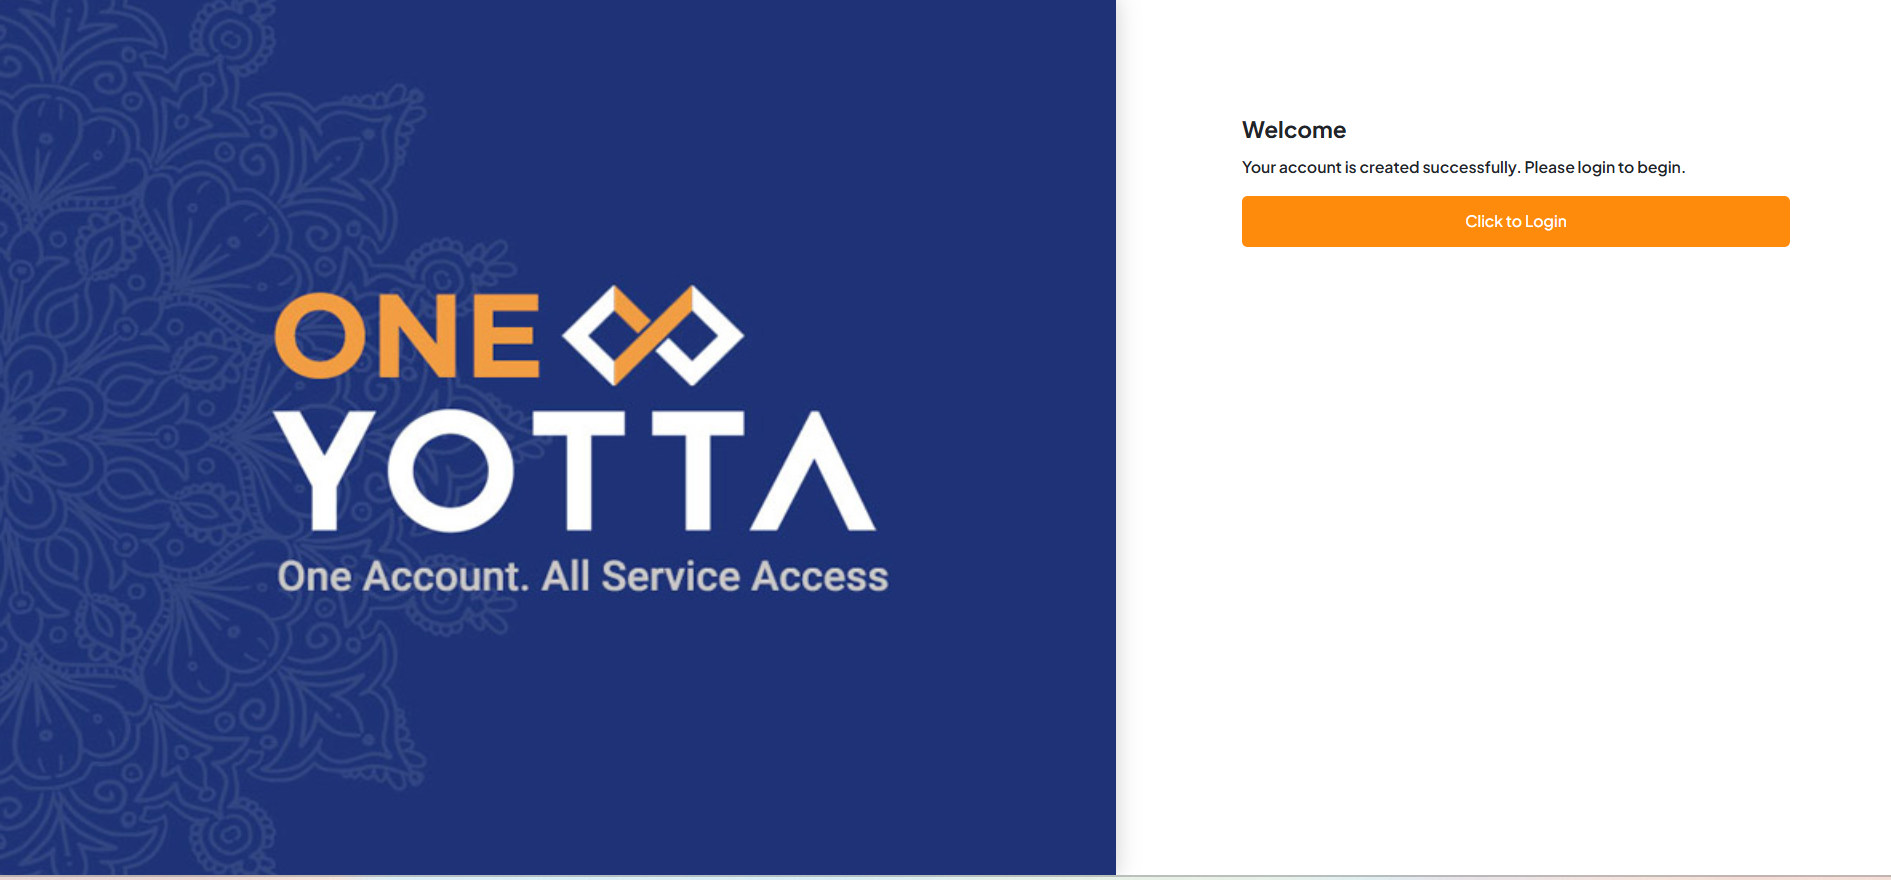 ONE
YOTTA
One Account. All Service Access
Welcome
Your account is created successfully. Please login to begin.
Click to Login